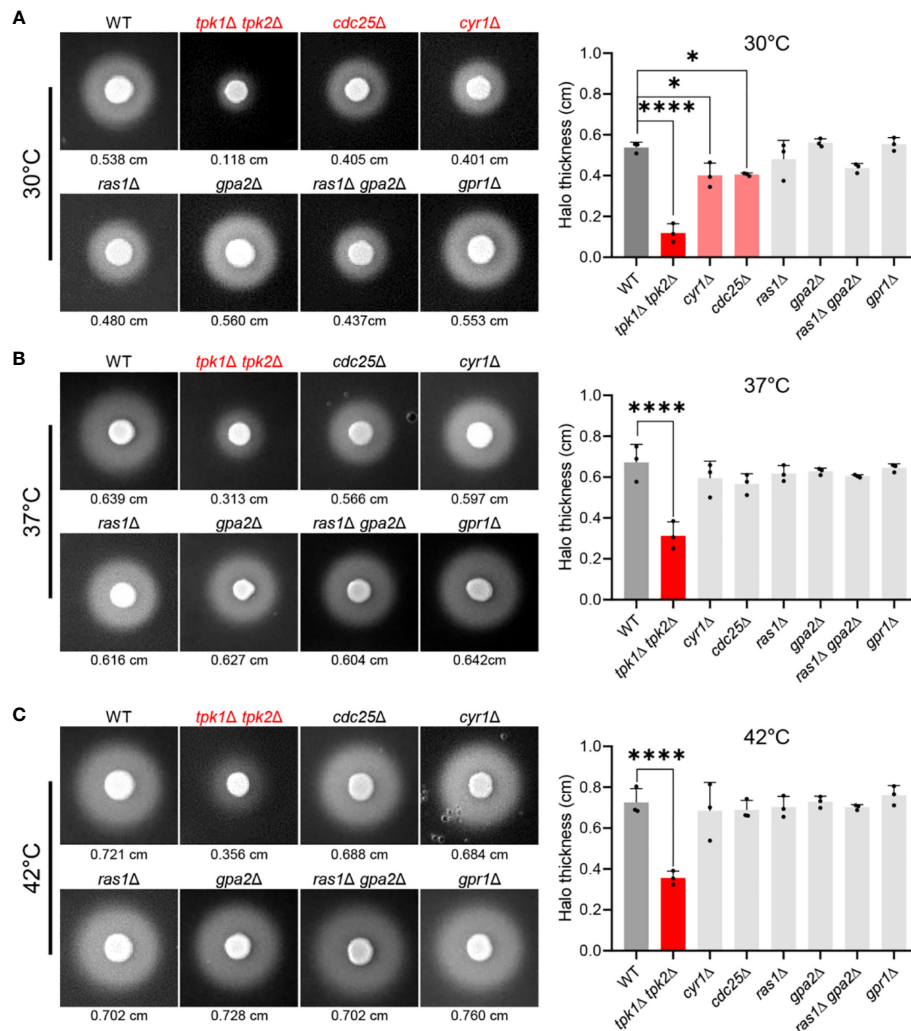 A
WT
tpk1Δ tpk2Δ
cdc25Δ
cyr1Δ
30°C
0.538 cm
0.118 cm
0.405 cm
0.401 cm
ras1Δ
gpa2Δ
ras1Δ gpa2Δ
gpr1Δ
0.480 cm
0.560 cm
0.437cm
0.553 cm
30°C
Halo thickness (cm)
1.0
0.8
0.6
0.4
0.2
0.0
*
*
****
WT
tpk1Δ tpk2Δ
cyr1Δ
cdc25Δ
ras1Δ
gpa2Δ
ras1Δ gpa2Δ
gpr1Δ
B
WT
tpk1Δ tpk2Δ
cdc25Δ
cyr1Δ
37°C
0.639 cm
0.313 cm
0.566 cm
0.597 cm
ras1Δ
gpa2Δ
ras1Δ gpa2Δ
gpr1Δ
0.616 cm
0.627 cm
0.604 cm
0.642cm
37°C
Halo thickness (cm)
1.0
0.8
0.6
0.4
0.2
0.0
****
WT
tpk1Δ tpk2Δ
cyr1Δ
cdc25Δ
ras1Δ
gpa2Δ
ras1Δ gpa2Δ
gpr1Δ
C
WT
tpk1Δ tpk2Δ
cdc25Δ
cyr1Δ
42°C
0.721 cm
0.356 cm
0.688 cm
0.684 cm
ras1Δ
gpa2Δ
ras1Δ gpa2Δ
gpr1Δ
0.702 cm
0.728 cm
0.702 cm
0.760 cm
42°C
Halo thickness (cm)
1.0
0.8
0.6
0.4
0.2
0.0
****
WT
tpk1Δ tpk2Δ
cyr1Δ
cdc25Δ
ras1Δ
gpa2Δ
ras1Δ gpa2Δ
gpr1Δ